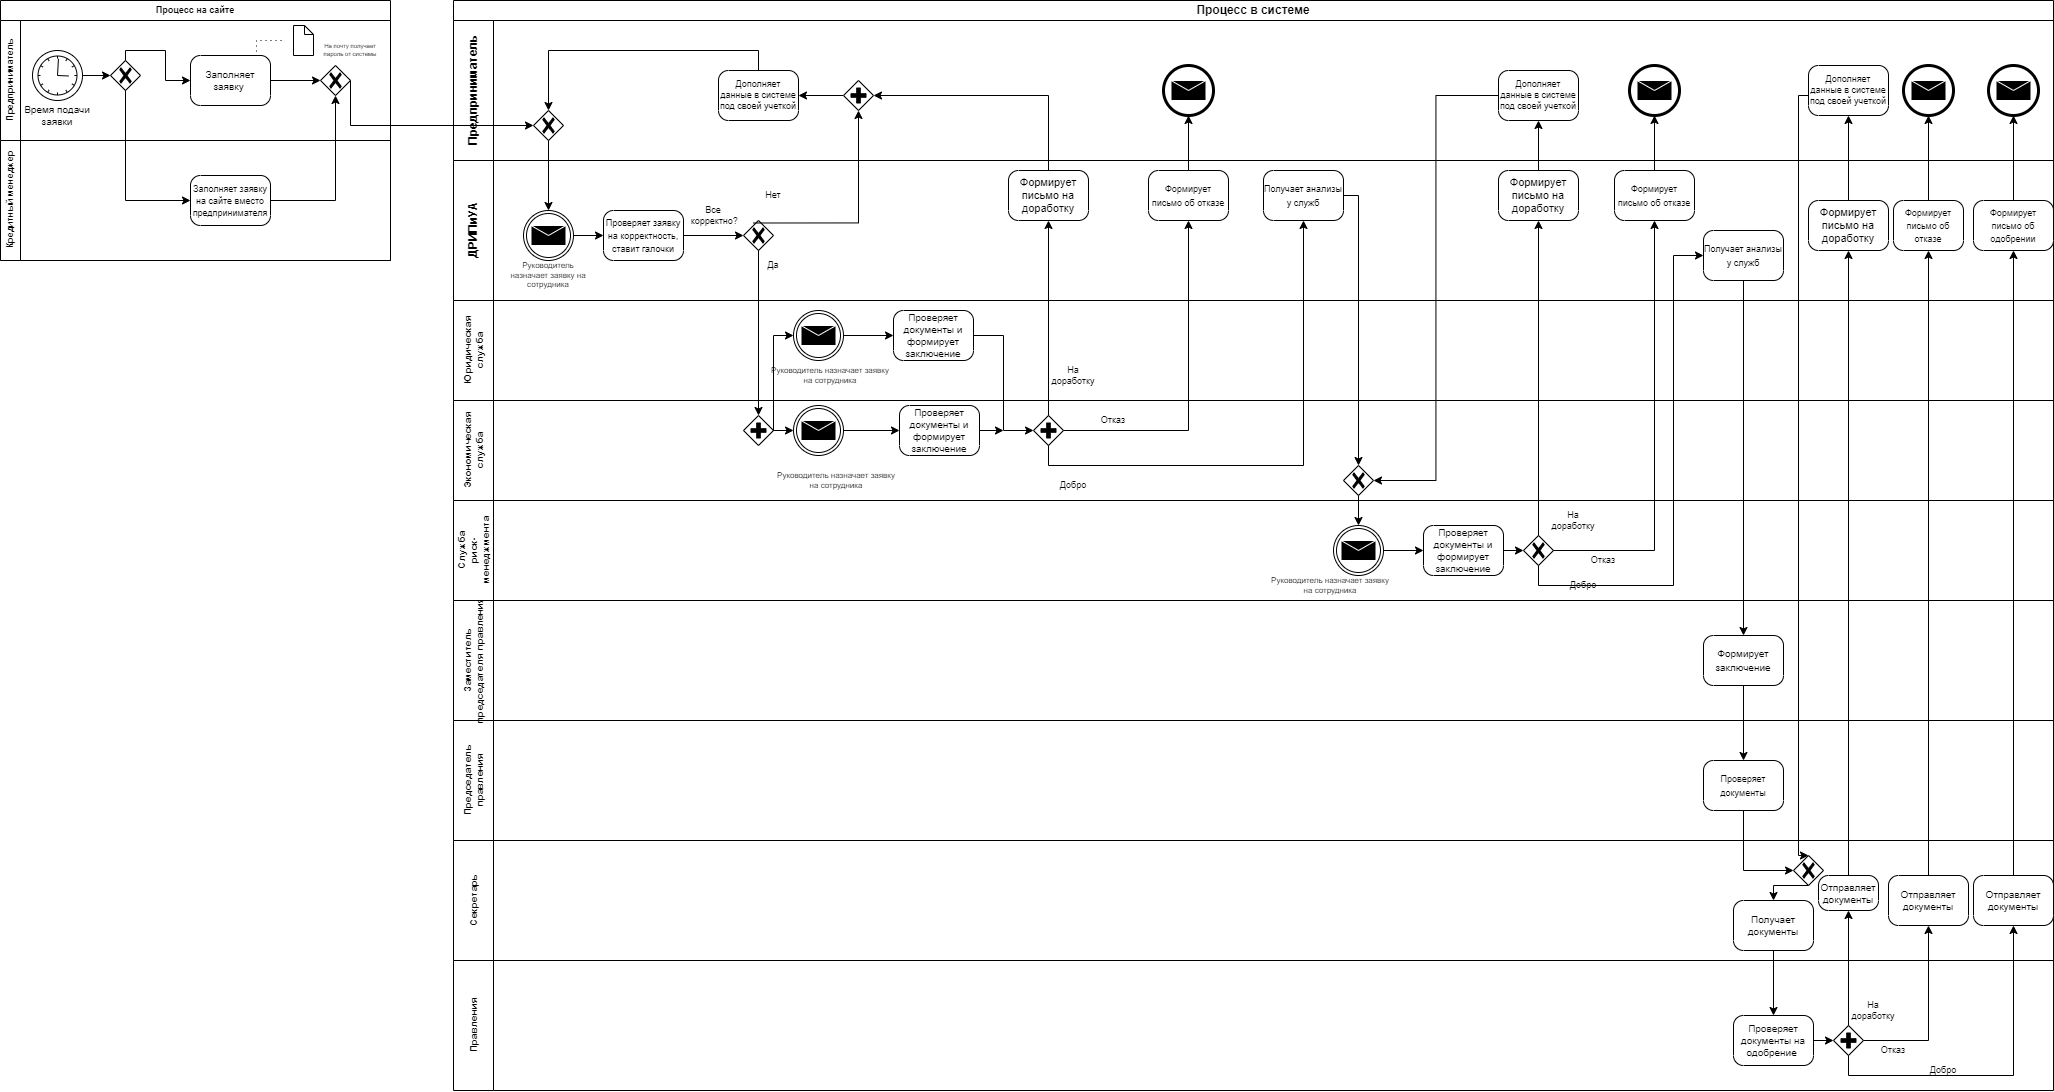 Процесс на сайте
Предприниматель
Время подачи
заявки
Заполняет
заявку
На почту получает
пароль от системы
Кредитный менеджер
Заполняет заявку
на сайте вместо
предпринимателя
Процесс в системе
Предприниматель
Дополняет
данные в системе
под своей учеткой
Дополняет
данные в системе
под своей учеткой
Дополняет
данные в системе
под своей учеткой
ДРИПиУА
Руководитель
назначает заявку на
сотрудника
Проверяет заявку
на корректность,
ставит галочки
Все
корректно?
Нет
Да
Формирует
письмо на
доработку
Формирует
письмо об отказе
Получает анализы
у служб
Формирует
письмо на
доработку
Формирует
письмо об отказе
Получает анализы
у служб
Формирует
письмо на
доработку
Формирует
письмо об
отказе
Формирует
письмо об
одобрении
Юридическая
служба
Руководитель назначает заявку
на сотрудника
Проверяет
документы и
формирует
заключение
На
доработку
Экономическая
служба
Руководитель назначает заявку
на сотрудника
Проверяет
документы и
формирует
заключение
Отказ
Добро
Служба
риск-
менеджмента
Руководитель назначает заявку
на сотрудника
Проверяет
документы и
формирует
заключение
На
доработку
Отказ
Добро
Заместитель
председателя правления
Формирует
заключение
Председатель
правления
Проверяет
документы
Секретарь
Получает
документы
Отправляет
документы
Отправляет
документы
Отправляет
документы
Правления
Проверяет
документы на
одобрение
На
доработку
Отказ
Добро